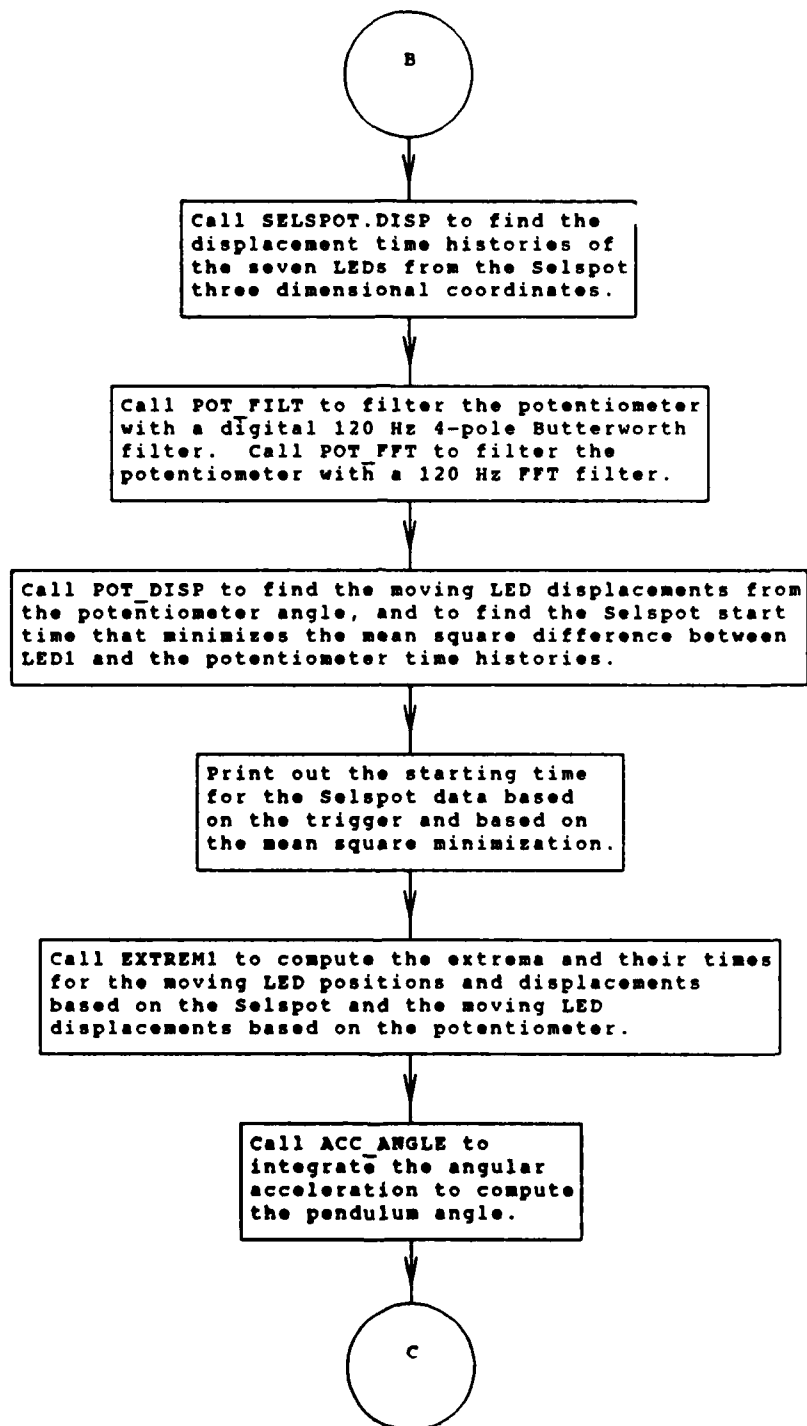 B
Call SELSPOT.DISP to find the
displacement time histories of
the seven LEDs from the Selspot
three dimensional coordinates.
Call POT_FILT to filter the potentiometer
with a digital 120 Hz 4-pole Butterworth
filter. Call POT_FFT to filter the
potentiometer with a 120 Hz FFT filter.
Call POT_DISP to find the moving LED displacements from
the potentiometer angle, and to find the Selspot start
time that minimizes the mean square difference between
LED1 and the potentiometer time histories.
Print out the starting time
for the Selspot data based
on the trigger and based on
the mean square minimization.
Call EXTREM1 to compute the extrema and their times
for the moving LED positions and displacements
based on the Selspot and the moving LED
displacements based on the potentiometer.
Call ACC_ANGLE to
integrate the angular
acceleration to compute
the pendulum angle.
C